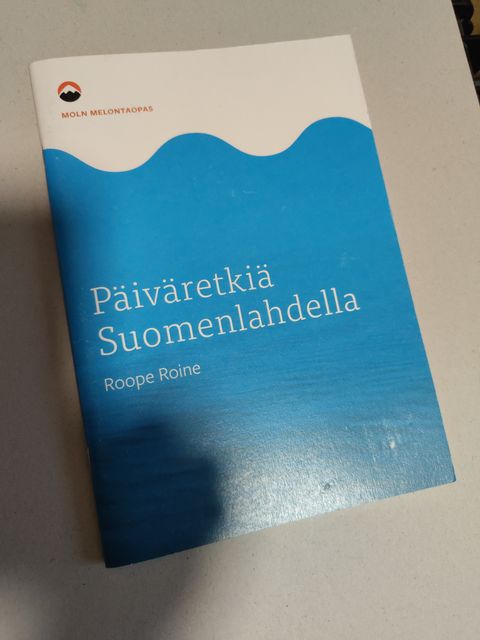 MOLN MELONTAOPAS
Päiväretkiä
Suomenlahdella
Roope Roine